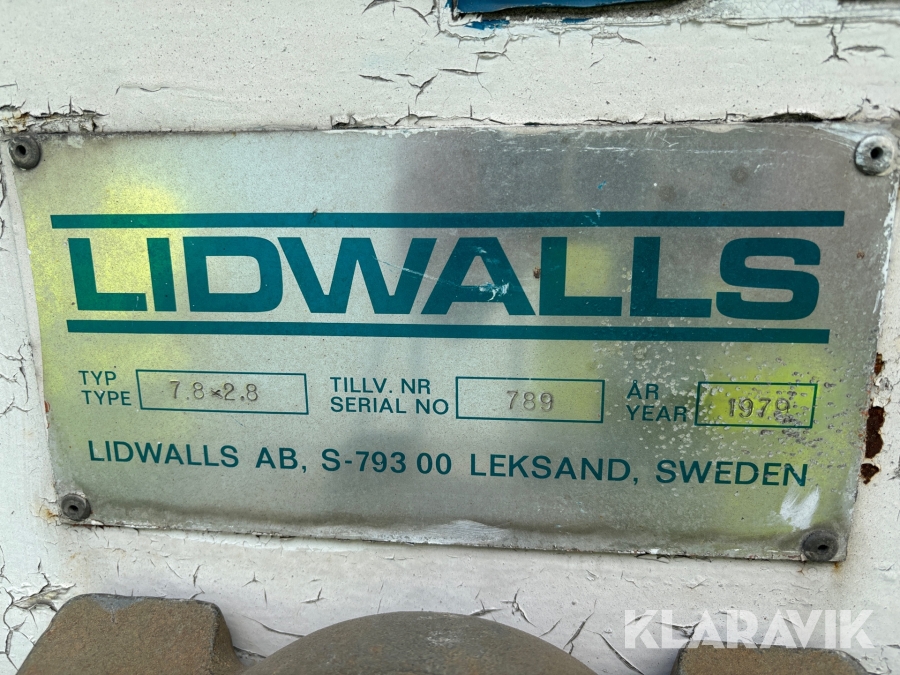 LIDWALLS
TYP TYPE 7.8×2.8 TILLV. NR SERIAL NO 789 ÅR YEAR 1979
LIDWALLS AB, S-793 00 LEKSAND, SWEDEN
KLARAVIK